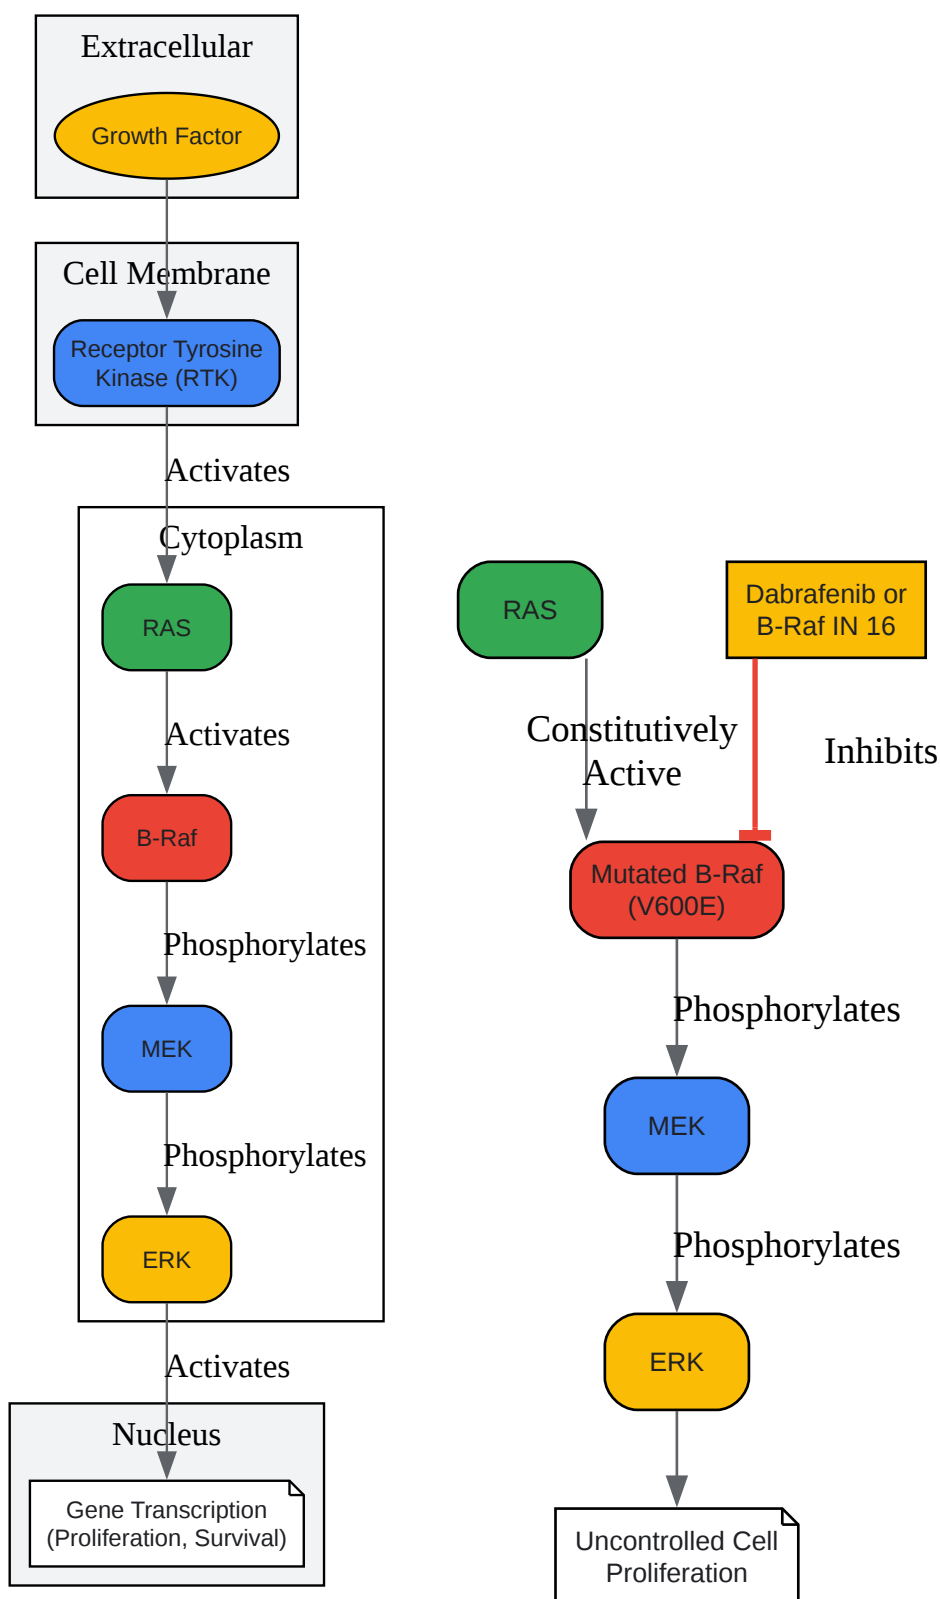 Extracellular
Growth Factor
Cell Membrane
Receptor Tyrosine
Kinase (RTK)
Activates
Cytoplasm
RAS
Activates
B-Raf
Phosphorylates
MEK
Phosphorylates
ERK
Activates
Nucleus
Gene Transcription
(Proliferation, Survival)
RAS
Dabrafenib or
B-Raf IN 16
Constitutively
Active
Inhibits
Mutated B-Raf
(V600E)
Phosphorylates
MEK
Phosphorylates
ERK
Uncontrolled Cell
Proliferation